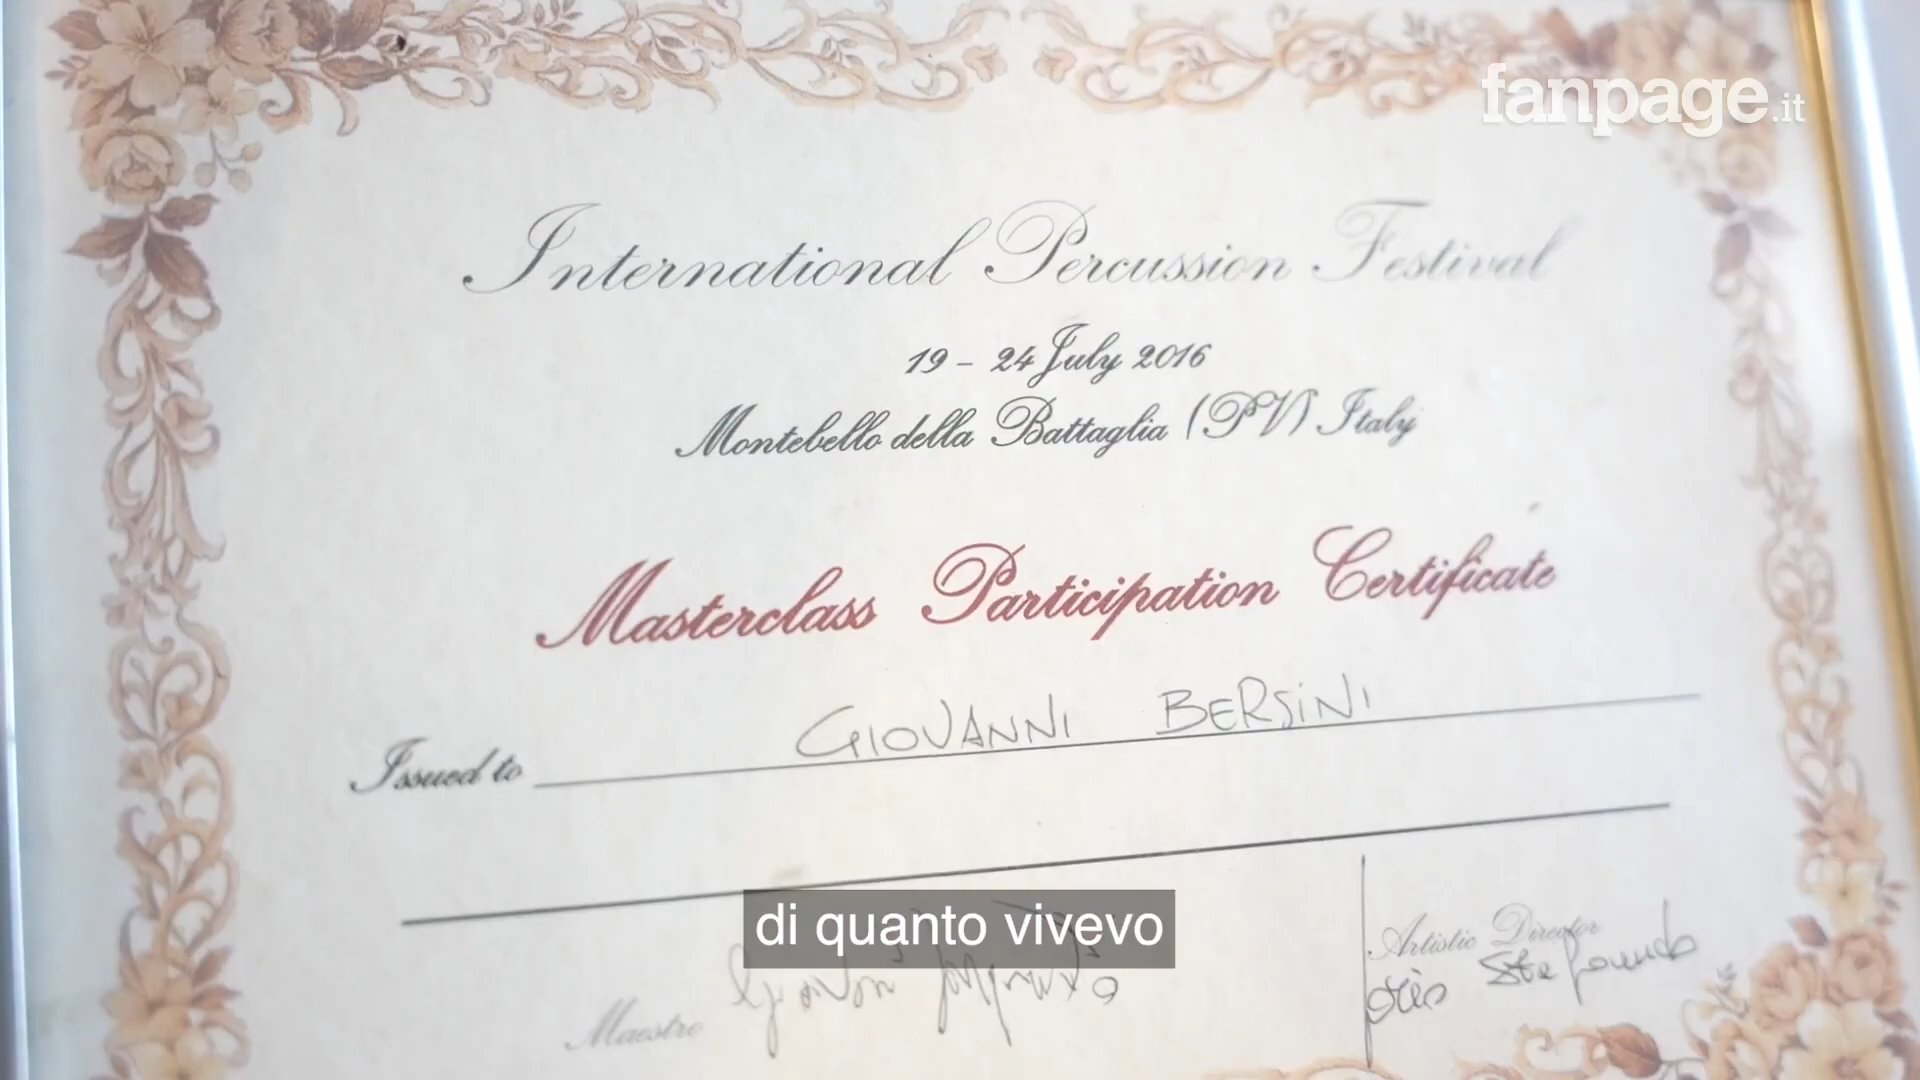 fanpage.it
International Percussion Festival
19 - 24 July 2016
Montebello della Battaglia (PV) Italy
Masterclass Participation Certificate
Issued to GIOVANNI BERSINI
di quanto vivevo
Artistic Director
Maestro